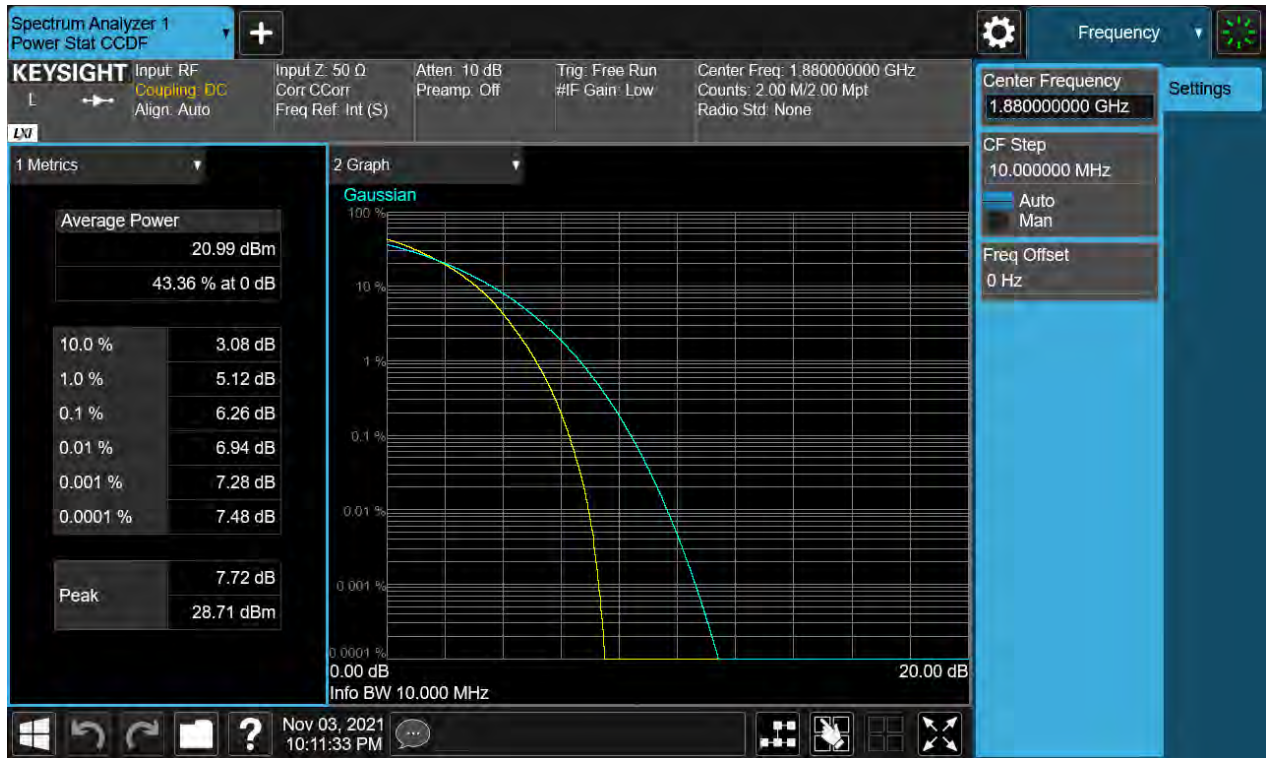 Spectrum Analyzer 1
Power Stat CCDF
+
Frequency
KEYSIGHT
L
LXI
Input: RF
Coupling: DC
Align: Auto
Input Z: 50 Ω
Corr CCorr
Freq Ref: Int (S)
Atten: 10 dB
Preamp: Off
Trig: Free Run
#IF Gain: Low
Center Freq: 1.880000000 GHz
Counts: 2.00 M/2.00 Mpt
Radio Std: None
Center Frequency
1.880000000 GHz
Settings
CF Step
10.000000 MHz
Auto
Man
Freq Offset
0 Hz
1 Metrics
Average Power
20.99 dBm
43.36 % at 0 dB
10.0 % 3.08 dB
1.0 % 5.12 dB
0.1 % 6.26 dB
0.01 % 6.94 dB
0.001 % 7.28 dB
0.0001 % 7.48 dB
Peak
7.72 dB
28.71 dBm
2 Graph
Gaussian
100 %
10 %
1 %
0.1 %
0.01 %
0.001 %
0.0001 %
0.00 dB 20.00 dB
Info BW 10.000 MHz
?
Nov 03, 2021
10:11:33 PM